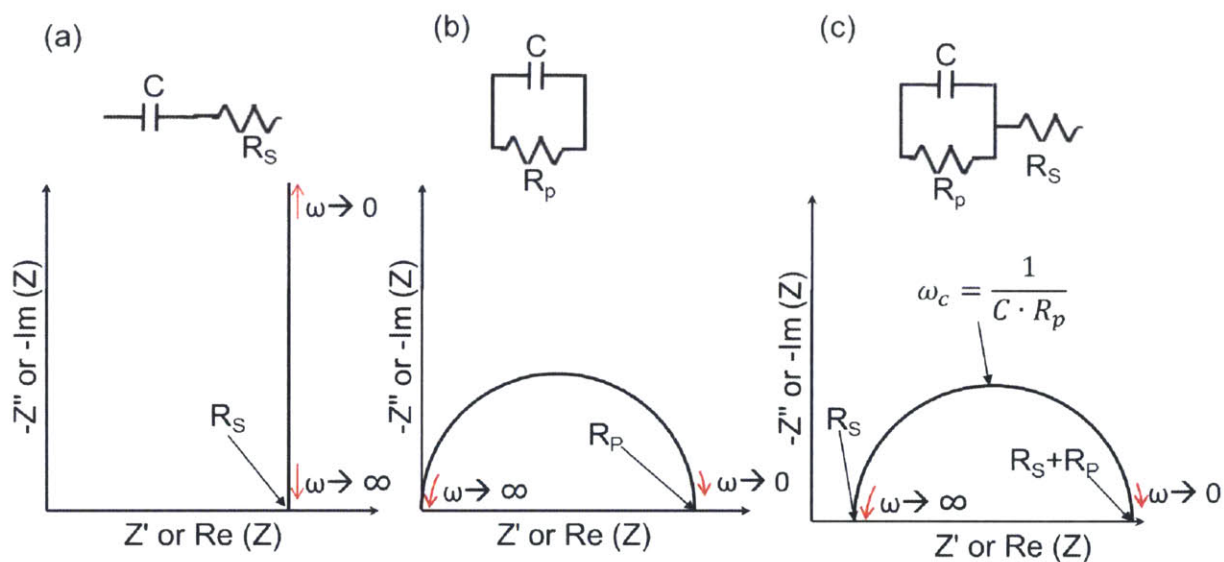 (a)
C
R_S
-Z'' or -Im (Z)
ω→ 0
R_S
ω→ ∞
Z' or Re (Z)
(b)
C
R_p
-Z'' or -Im (Z)
R_P
ω→ ∞
ω→ 0
Z' or Re (Z)
(c)
C
R_p
R_S
-Z'' or -Im (Z)
ω_c = 1 / (C · R_p)
R_S
R_S+R_P
ω→ ∞
ω→ 0
Z' or Re (Z)